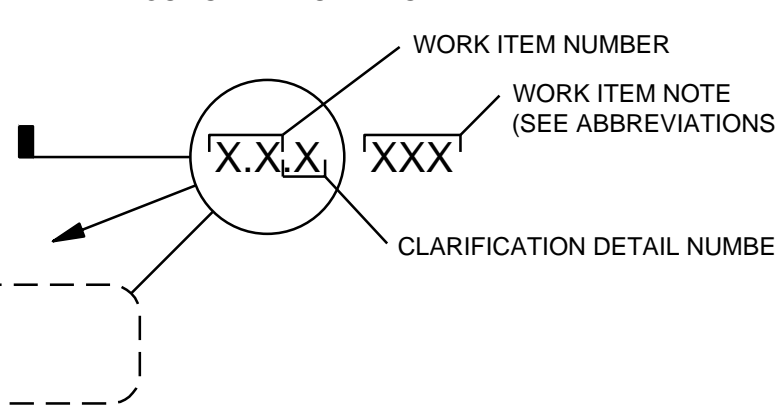 WORK ITEM NUMBER
WORK ITEM NOTE
(SEE ABBREVIATIONS
X.X.X XXX
CLARIFICATION DETAIL NUMBE